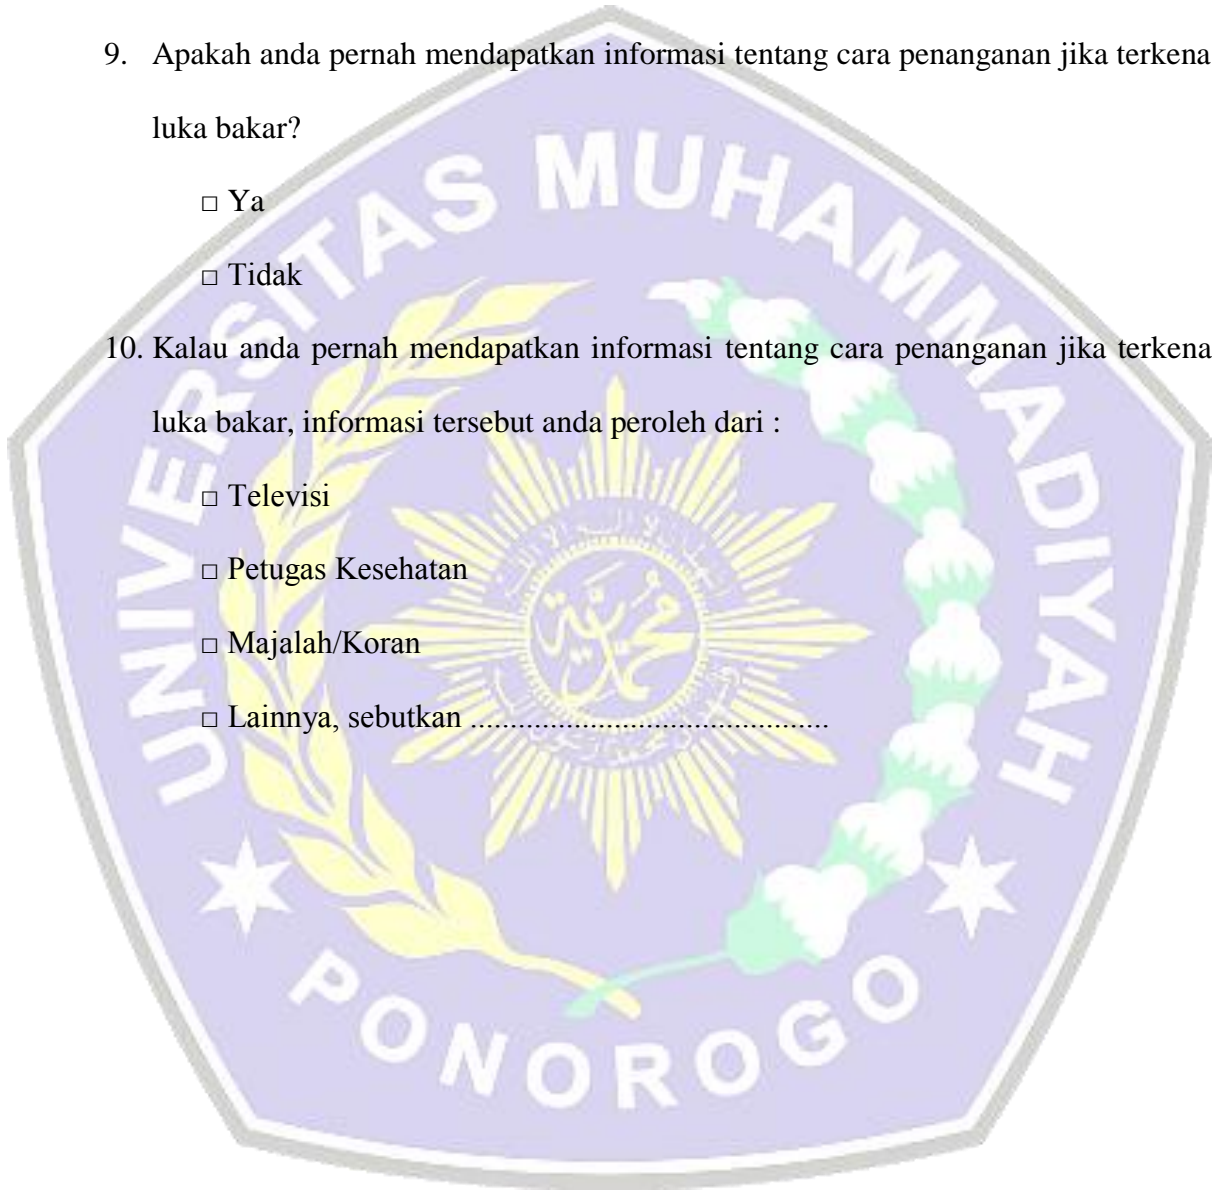 9. Apakah anda pernah mendapatkan informasi tentang cara penanganan jika terkena
luka bakar?
□ Ya
□ Tidak
10. Kalau anda pernah mendapatkan informasi tentang cara penanganan jika terkena
luka bakar, informasi tersebut anda peroleh dari :
□ Televisi
□ Petugas Kesehatan
□ Majalah/Koran
□ Lainnya, sebutkan .............................................
UNIVERSITAS MUHAMMADIYAH
PONOROGO
محمدية